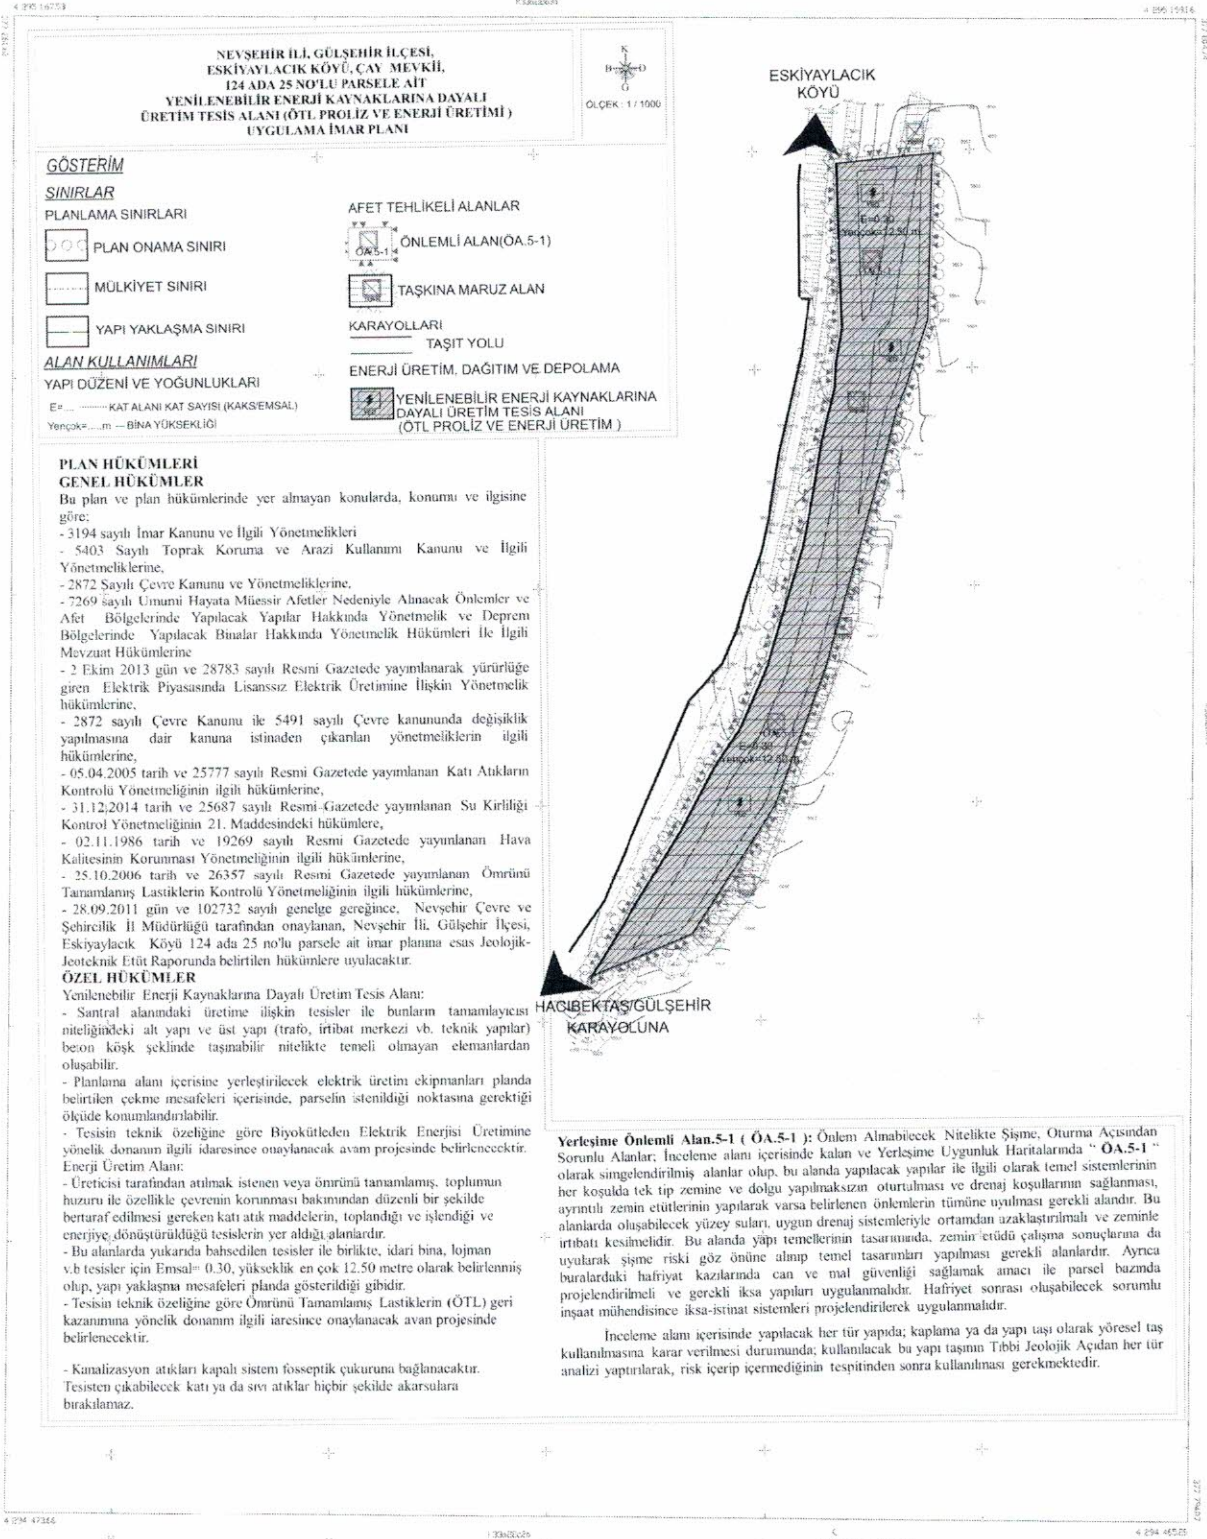 4 295 16753
4 295 15916
NEVŞEHİR İLİ, GÜLŞEHİR İLÇESİ,
ESKİYAYLACIK KÖYÜ, ÇAY MEVKİİ,
124 ADA 25 NO'LU PARSELE AİT
YENİLENEBİLİR ENERJİ KAYNAKLARINA DAYALI
ÜRETİM TESİS ALANI (ÖTL PROLİZ VE ENERJİ ÜRETİMİ )
UYGULAMA İMAR PLANI
K
B
D
G
ÖLÇEK : 1 / 1000
GÖSTERİM
SINIRLAR
PLANLAMA SINIRLARI
PLAN ONAMA SINIRI
MÜLKİYET SINIRI
YAPI YAKLAŞMA SINIRI
ALAN KULLANIMLARI
YAPI DÜZENİ VE YOĞUNLUKLARI
E=.... ········· KAT ALANI KAT SAYISI (KAKS/EMSAL)
Yençok=.....m --- BİNA YÜKSEKLİĞİ
AFET TEHLİKELİ ALANLAR
ÖA.5-1
ÖNLEMLİ ALAN(ÖA.5-1)
TAŞKINA MARUZ ALAN
KARAYOLLARI
TAŞIT YOLU
ENERJİ ÜRETİM, DAĞITIM VE DEPOLAMA
YENİLENEBİLİR ENERJİ KAYNAKLARINA
DAYALI ÜRETİM TESİS ALANI
(ÖTL PROLİZ VE ENERJİ ÜRETİM )
ESKİYAYLACIK
KÖYÜ
E=0.30
Yençok=12.50 m
E=0.30
Yençok=12.50 m
HACIBEKTAŞ/GÜLŞEHİR
KARAYOLUNA
PLAN HÜKÜMLERİ
GENEL HÜKÜMLER
Bu plan ve plan hükümlerinde yer almayan konularda, konumu ve ilgisine
göre;
- 3194 sayılı İmar Kanunu ve İlgili Yönetmelikleri
- 5403 Sayılı Toprak Koruma ve Arazi Kullanımı Kanunu ve İlgili
Yönetmeliklerine,
- 2872 Sayılı Çevre Kanunu ve Yönetmeliklerine,
- 7269 sayılı Umumi Hayata Müessir Afetler Nedeniyle Alınacak Önlemler ve
Afet Bölgelerinde Yapılacak Yapılar Hakkında Yönetmelik ve Deprem
Bölgelerinde Yapılacak Binalar Hakkında Yönetmelik Hükümleri İle İlgili
Mevzuat Hükümlerine
- 2 Ekim 2013 gün ve 28783 sayılı Resmi Gazetede yayımlanarak yürürlüğe
giren Elektrik Piyasasında Lisanssız Elektrik Üretimine İlişkin Yönetmelik
hükümlerine,
- 2872 sayılı Çevre Kanunu ile 5491 sayılı Çevre kanununda değişiklik
yapılmasına dair kanuna istinaden çıkarılan yönetmeliklerin ilgili
hükümlerine,
- 05.04.2005 tarih ve 25777 sayılı Resmi Gazetede yayımlanan Katı Atıkların
Kontrolü Yönetmeliğinin ilgili hükümlerine,
- 31.12.2014 tarih ve 25687 sayılı Resmi Gazetede yayımlanan Su Kirliliği
Kontrol Yönetmeliğinin 21. Maddesindeki hükümlere,
- 02.11.1986 tarih ve 19269 sayılı Resmi Gazetede yayımlanan Hava
Kalitesinin Korunması Yönetmeliğinin ilgili hükümlerine,
- 25.10.2006 tarih ve 26357 sayılı Resmi Gazetede yayımlanan Ömrünü
Tamamlamış Lastiklerin Kontrolü Yönetmeliğinin ilgili hükümlerine,
- 28.09.2011 gün ve 102732 sayılı genelge gereğince, Nevşehir Çevre ve
Şehircilik İl Müdürlüğü tarafından onaylanan, Nevşehir İli, Gülşehir İlçesi,
Eskiyaylacık Köyü 124 ada 25 no'lu parsele ait imar planına esas Jeolojik-
Jeoteknik Etüt Raporunda belirtilen hükümlere uyulacaktır.
ÖZEL HÜKÜMLER
Yenilenebilir Enerji Kaynaklarına Dayalı Üretim Tesis Alanı:
- Santral alanındaki üretime ilişkin tesisler ile bunların tamamlayıcısı
niteliğindeki alt yapı ve üst yapı (trafo, irtibat merkezi vb. teknik yapılar)
beton köşk şeklinde taşınabilir nitelikte temeli olmayan elemanlardan
oluşabilir.
- Planlama alanı içerisine yerleştirilecek elektrik üretim ekipmanları planda
belirtilen çekme mesafeleri içerisinde, parselin istenildiği noktasına gerektiği
ölçüde konumlandırılabilir.
- Tesisin teknik özeliğine göre Biyokütleden Elektrik Enerjisi Üretimine
yönelik donanım ilgili idaresince onaylanacak avam projesinde belirlenecektir.
Enerji Üretim Alanı:
- Üreticisi tarafından atılmak istenen veya ömrünü tamamlamış, toplumun
huzuru ile özellikle çevrenin korunması bakımından düzenli bir şekilde
bertaraf edilmesi gereken katı atık maddelerin, toplandığı ve işlendiği ve
enerjiye dönüştürüldüğü tesislerin yer aldığı alanlardır.
- Bu alanlarda yukarıda bahsedilen tesisler ile birlikte, idari bina, lojman
v.b tesisler için Emsal= 0.30, yükseklik en çok 12.50 metre olarak belirlenmiş
olup, yapı yaklaşma mesafeleri planda gösterildiği gibidir.
- Tesisin teknik özeliğine göre Ömrünü Tamamlamış Lastiklerin (ÖTL) geri
kazanımına yönelik donanım ilgili iaresince onaylanacak avan projesinde
belirlenecektir.
- Kanalizasyon atıkları kapalı sistem fosseptik çukuruna bağlanacaktır.
Tesisten çıkabilecek katı ya da sıvı atıklar hiçbir şekilde akarsulara
bırakılamaz.
Yerleşime Önlemli Alan.5-1 ( ÖA.5-1 ): Önlem Alınabilecek Nitelikte Şişme, Oturma Açısından
Sorunlu Alanlar; İnceleme alanı içerisinde kalan ve Yerleşime Uygunluk Haritalarında " ÖA.5-1 "
olarak simgelendirilmiş alanlar olup, bu alanda yapılacak yapılar ile ilgili olarak temel sistemlerinin
her koşulda tek tip zemine ve dolgu yapılmaksızın oturtulması ve drenaj koşullarının sağlanması,
ayrıntılı zemin etütlerinin yapılarak varsa belirlenen önlemlerin tümüne uyulması gerekli alandır. Bu
alanlarda oluşabilecek yüzey suları, uygun drenaj sistemleriyle ortamdan uzaklaştırılmalı ve zeminle
irtibatı kesilmelidir. Bu alanda yapı temellerinin tasarımında, zemin etüdü çalışma sonuçlarına da
uyularak şişme riski göz önüne alınıp temel tasarımları yapılması gerekli alanlardır. Ayrıca
buralardaki hafriyat kazılarında can ve mal güvenliği sağlamak amacı ile parsel bazında
projelendirilmeli ve gerekli iksa yapıları uygulanmalıdır. Hafriyet sonrası oluşabilecek sorumlu
inşaat mühendisince iksa-istinat sistemleri projelendirilerek uygulanmalıdır.
İnceleme alanı içerisinde yapılacak her tür yapıda; kaplama ya da yapı taşı olarak yöresel taş
kullanılmasına karar verilmesi durumunda; kullanılacak bu yapı taşının Tıbbi Jeolojik Açıdan her tür
analizi yaptırılarak, risk içerip içermediğinin tespitinden sonra kullanılması gerekmektedir.
4 294 47366
4 294 46525